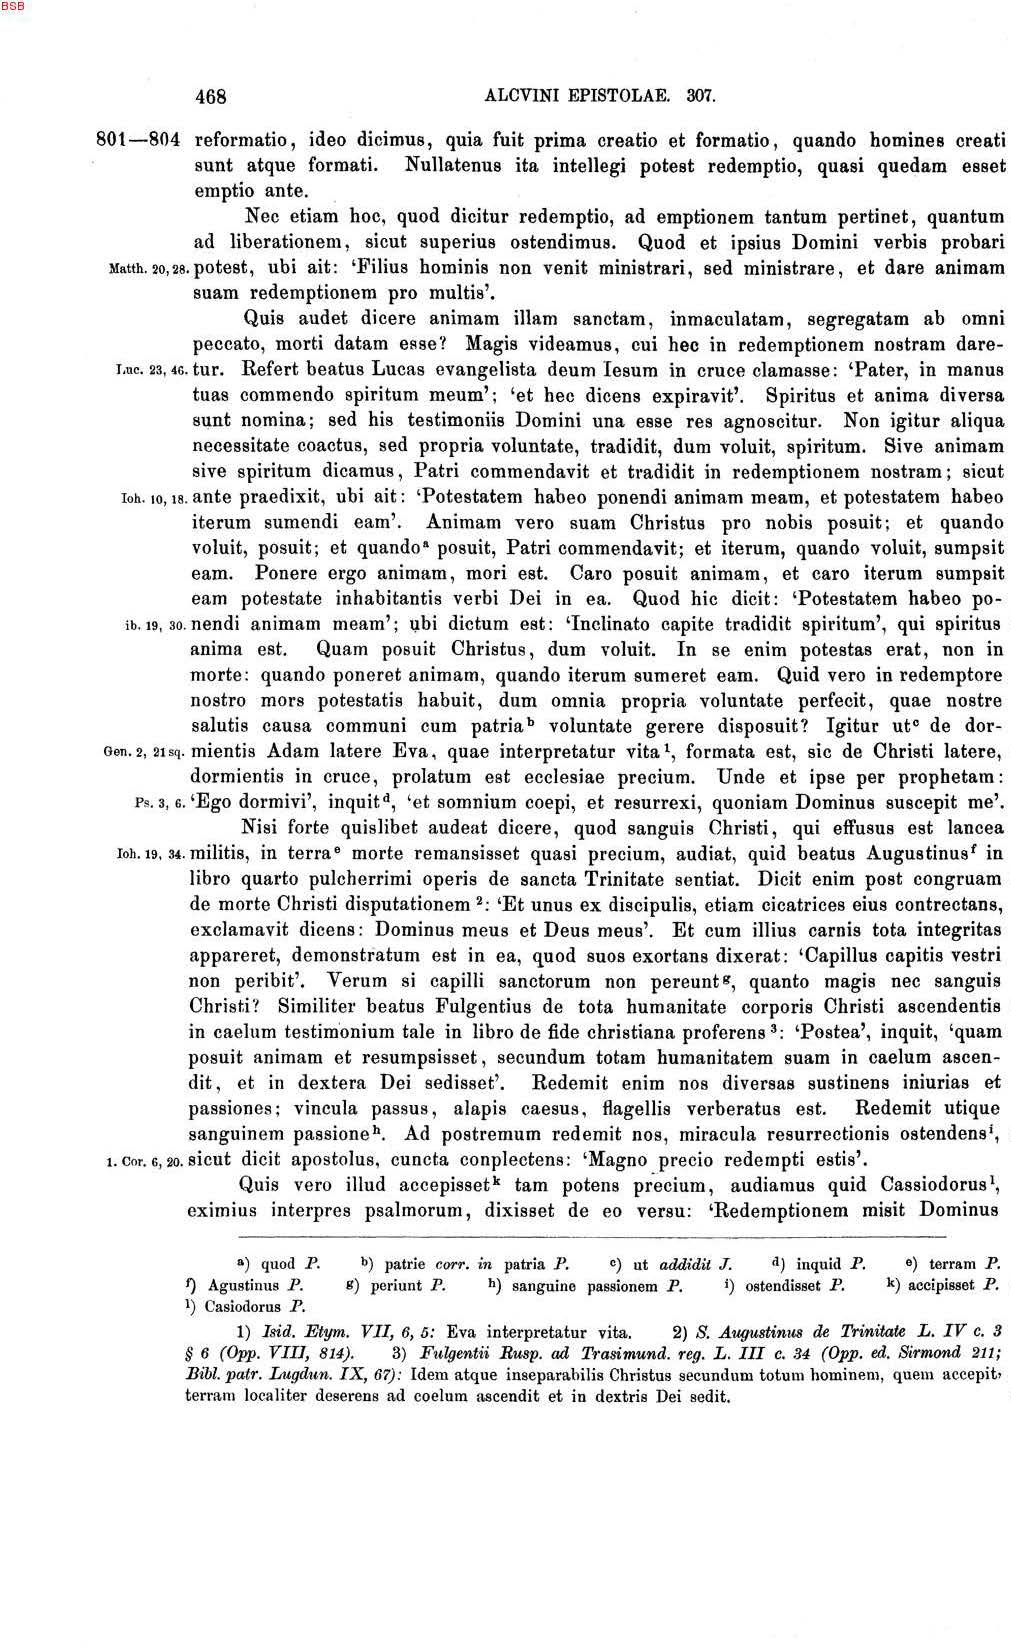 BSB
468 ALCVINI EPISTOLAE. 307.
801—804 reformatio, ideo dicimus, quia fuit prima creatio et formatio, quando homines creati
sunt atque formati. Nullatenus ita intellegi potest redemptio, quasi quedam esset
emptio ante.
Nec etiam hoc, quod dicitur redemptio, ad emptionem tantum pertinet, quantum
ad liberationem, sicut superius ostendimus. Quod et ipsius Domini verbis probari
Matth. 20, 28. potest, ubi ait: ‘Filius hominis non venit ministrari, sed ministrare, et dare animam
suam redemptionem pro multis’.
Quis audet dicere animam illam sanctam, inmaculatam, segregatam ab omni
peccato, morti datam esse? Magis videamus, cui hec in redemptionem nostram dare-
Luc. 23, 46. tur. Refert beatus Lucas evangelista deum Iesum in cruce clamasse: ‘Pater, in manus
tuas commendo spiritum meum’; ‘et hec dicens expiravit’. Spiritus et anima diversa
sunt nomina; sed his testimoniis Domini una esse res agnoscitur. Non igitur aliqua
necessitate coactus, sed propria voluntate, tradidit, dum voluit, spiritum. Sive animam
sive spiritum dicamus, Patri commendavit et tradidit in redemptionem nostram; sicut
Ioh. 10, 18. ante praedixit, ubi ait: ‘Potestatem habeo ponendi animam meam, et potestatem habeo
iterum sumendi eam’. Animam vero suam Christus pro nobis posuit; et quando
voluit, posuit; et quandoᵃ posuit, Patri commendavit; et iterum, quando voluit, sumpsit
eam. Ponere ergo animam, mori est. Caro posuit animam, et caro iterum sumpsit
eam potestate inhabitantis verbi Dei in ea. Quod hic dicit: ‘Potestatem habeo po-
ib. 19, 30. nendi animam meam’; ubi dictum est: ‘Inclinato capite tradidit spiritum’, qui spiritus
anima est. Quam posuit Christus, dum voluit. In se enim potestas erat, non in
morte: quando poneret animam, quando iterum sumeret eam. Quid vero in redemptore
nostro mors potestatis habuit, dum omnia propria voluntate perfecit, quae nostre
salutis causa communi cum patriaᵇ voluntate gerere disposuit? Igitur utᶜ de dor-
Gen. 2, 21 sq. mientis Adam latere Eva, quae interpretatur vita¹, formata est, sic de Christi latere,
dormientis in cruce, prolatum est ecclesiae precium. Unde et ipse per prophetam:
Ps. 3, 6. ‘Ego dormivi’, inquitᵈ, ‘et somnium coepi, et resurrexi, quoniam Dominus suscepit me’.
Nisi forte quislibet audeat dicere, quod sanguis Christi, qui effusus est lancea
Ioh. 19, 34. militis, in terraᵉ morte remansisset quasi precium, audiat, quid beatus Augustinusᶠ in
libro quarto pulcherrimi operis de sancta Trinitate sentiat. Dicit enim post congruam
de morte Christi disputationem ²: ‘Et unus ex discipulis, etiam cicatrices eius contrectans,
exclamavit dicens: Dominus meus et Deus meus’. Et cum illius carnis tota integritas
appareret, demonstratum est in ea, quod suos exortans dixerat: ‘Capillus capitis vestri
non peribit’. Verum si capilli sanctorum non pereuntᵍ, quanto magis nec sanguis
Christi? Similiter beatus Fulgentius de tota humanitate corporis Christi ascendentis
in caelum testimonium tale in libro de fide christiana proferens ³: ‘Postea’, inquit, ‘quam
posuit animam et resumpsisset, secundum totam humanitatem suam in caelum ascen-
dit, et in dextera Dei sedisset’. Redemit enim nos diversas sustinens iniurias et
passiones; vincula passus, alapis caesus, flagellis verberatus est. Redemit utique
sanguinem passioneʰ. Ad postremum redemit nos, miracula resurrectionis ostendensⁱ,
1. Cor. 6, 20. sicut dicit apostolus, cuncta conplectens: ‘Magno precio redempti estis’.
Quis vero illud accepissetᵏ tam potens precium, audiamus quid Cassiodorusˡ,
eximius interpres psalmorum, dixisset de eo versu: ‘Redemptionem misit Dominus
a) quod P. b) patrie corr. in patria P. c) ut addidit J. d) inquid P. e) terram P.
f) Agustinus P. g) periunt P. h) sanguine passionem P. i) ostendisset P. k) accipisset P.
l) Casiodorus P.
1) Isid. Etym. VII, 6, 5: Eva interpretatur vita. 2) S. Augustinus de Trinitate L. IV c. 3
§ 6 (Opp. VIII, 814). 3) Fulgentii Rusp. ad Trasimund. reg. L. III c. 34 (Opp. ed. Sirmond 211;
Bibl. patr. Lugdun. IX, 67): Idem atque inseparabilis Christus secundum totum hominem, quem accepit,
terram localiter deserens ad coelum ascendit et in dextris Dei sedit.